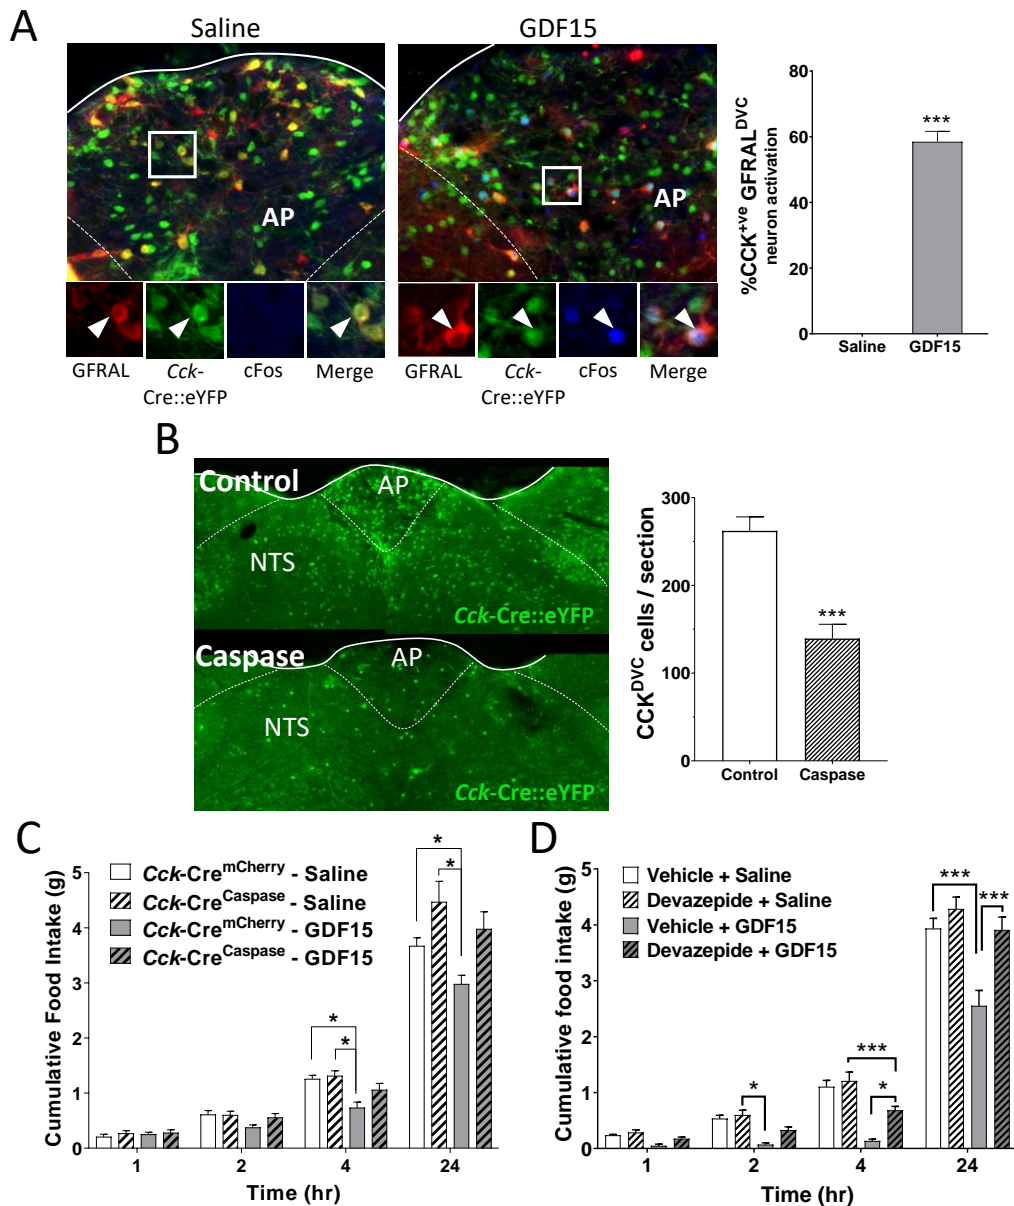 A
Saline
GDF15
AP
AP
GFRAL
Cck-
Cre::eYFP
cFos
Merge
GFRAL
Cck-
Cre::eYFP
cFos
Merge
%CCK+ve GFRALDVC
neuron activation
80
60
40
20
0
***
Saline
GDF15
B
Control
AP
NTS
Cck-Cre::eYFP
Caspase
AP
NTS
Cck-Cre::eYFP
CCKDVC cells / section
300
200
100
0
***
Control
Caspase
C
Cumulative Food Intake (g)
5
4
3
2
1
0
Cck-CremCherry - Saline
Cck-CreCaspase - Saline
Cck-CremCherry - GDF15
Cck-CreCaspase - GDF15
*
*
*
*
1
2
4
24
Time (hr)
D
Cumulative food intake (g)
5
4
3
2
1
0
Vehicle + Saline
Devazepide + Saline
Vehicle + GDF15
Devazepide + GDF15
*
***
*
***
***
1
2
4
24
Time (hr)